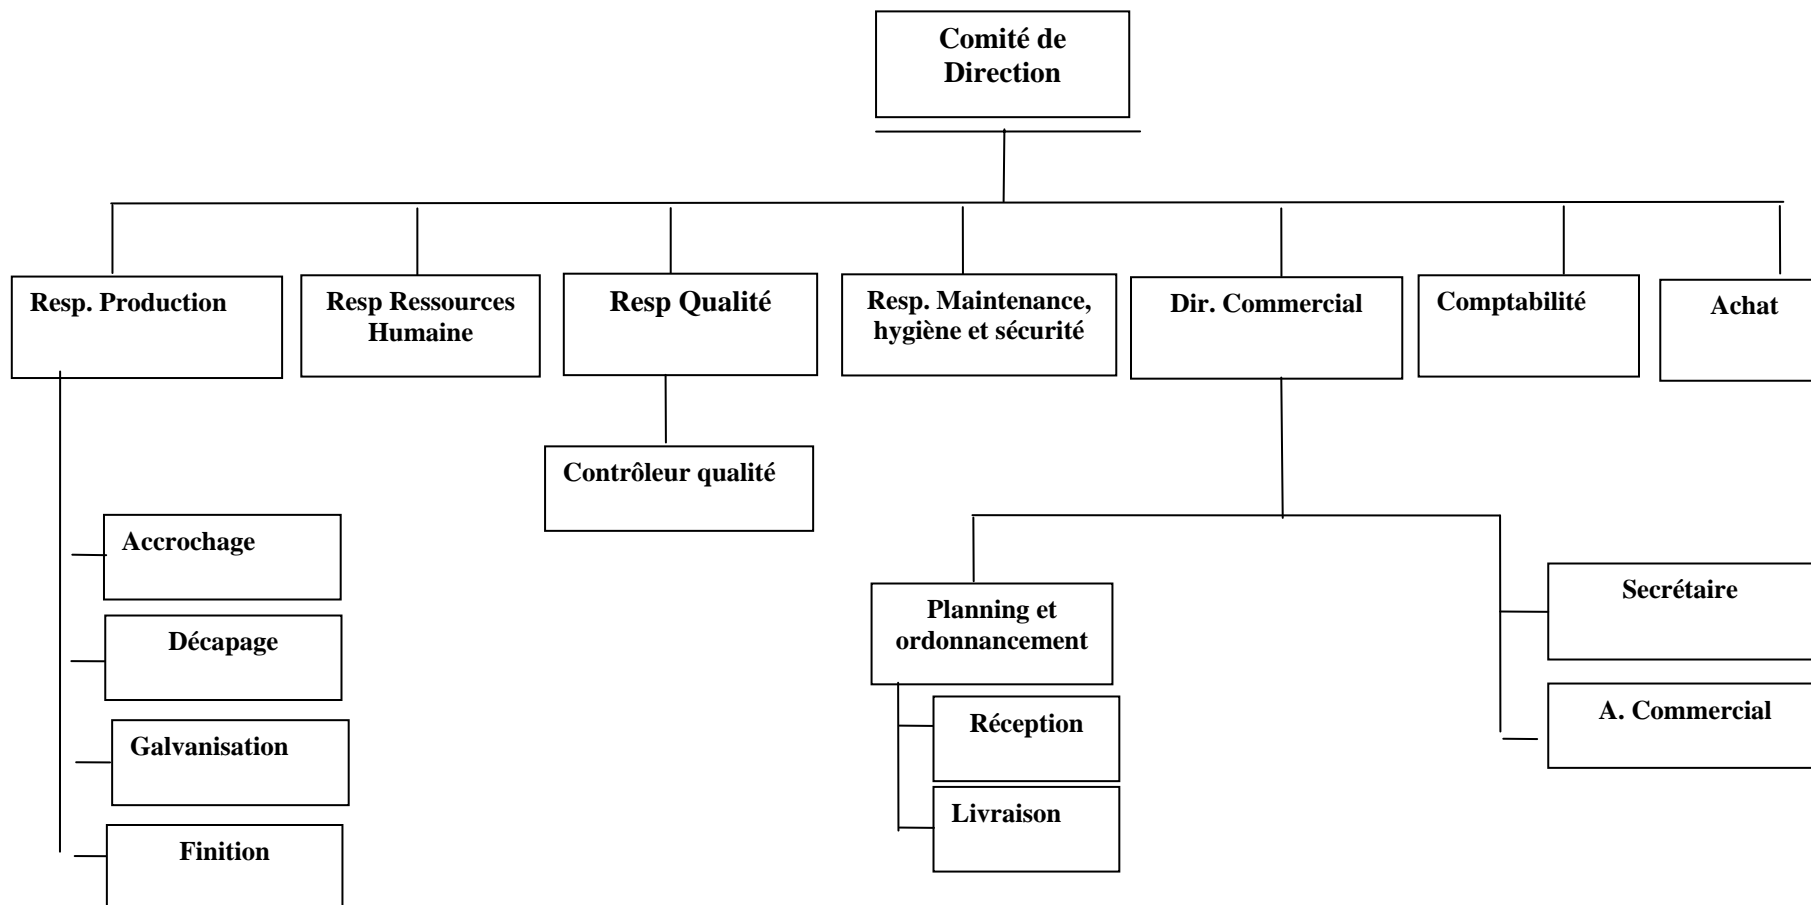 Comité de
Direction
Resp. Production
Resp Ressources
Humaine
Resp Qualité
Resp. Maintenance,
hygiène et sécurité
Dir. Commercial
Comptabilité
Achat
Contrôleur qualité
Accrochage
Décapage
Galvanisation
Finition
Planning et
ordonnancement
Réception
Livraison
Secrétaire
A. Commercial